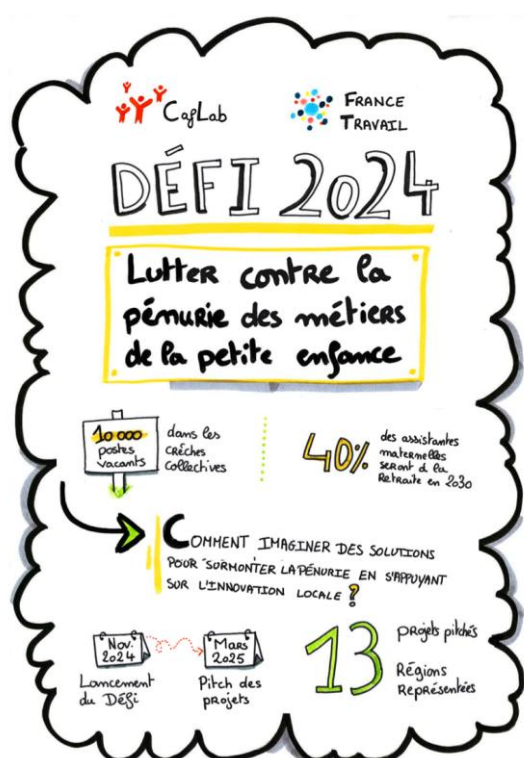 CafLab
FRANCE
TRAVAIL
DÉFI 2024
Lutter contre la
pénurie des métiers
de la petite enfance
10 000
postes
vacants
dans les
crèches
collectives
40%
des assistantes
maternelles
seront à la
Retraite en 2030
COMMENT IMAGINER DES SOLUTIONS
POUR SURMONTER LA PÉNURIE EN S'APPUYANT
SUR L'INNOVATION LOCALE ?
Nov.
2024
Lancement
du Défi
Mars
2025
Pitch des
projets
13
projets pitchés
Régions
Représentées